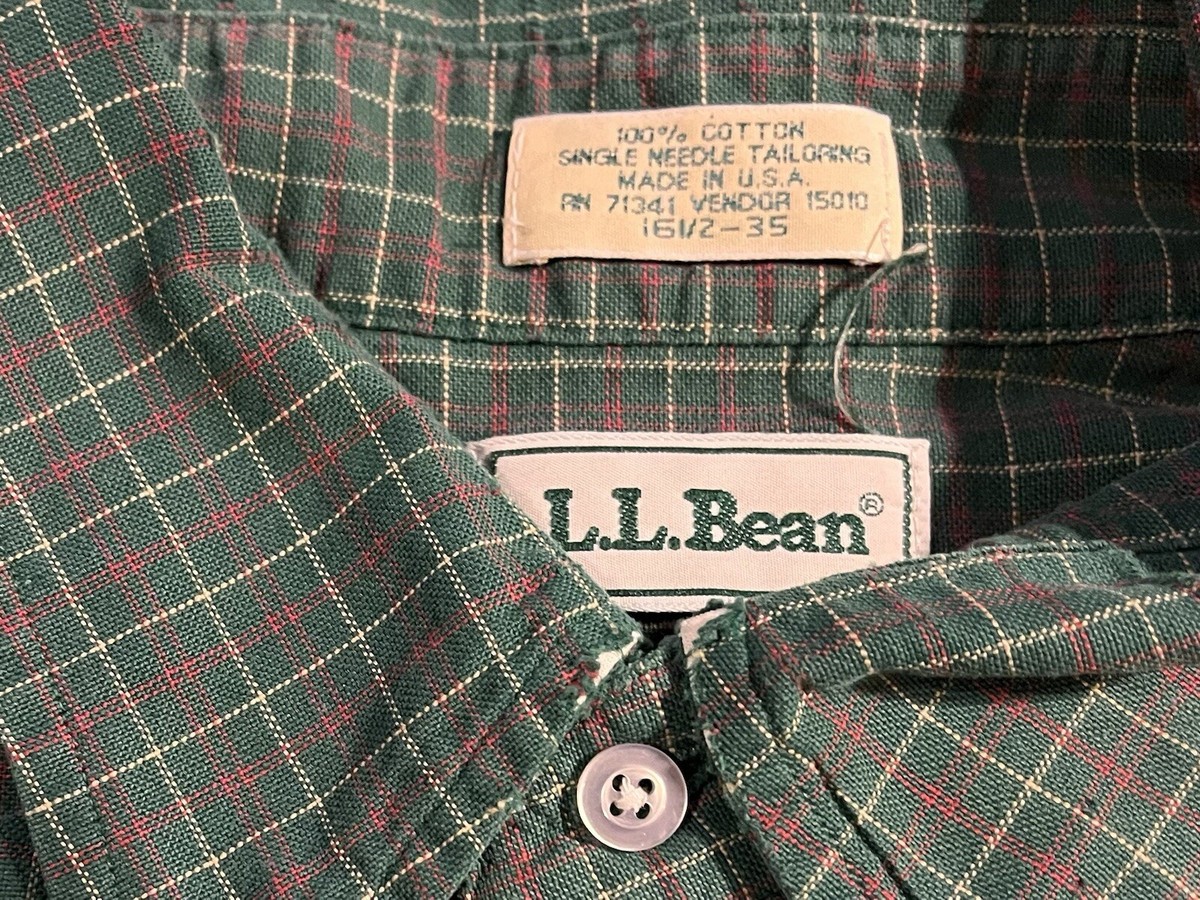 100% COTTON
SINGLE NEEDLE TAILORING
MADE IN U.S.A.
RN 71341 VENDOR 15010
16 1/2-35
L.L.Bean®